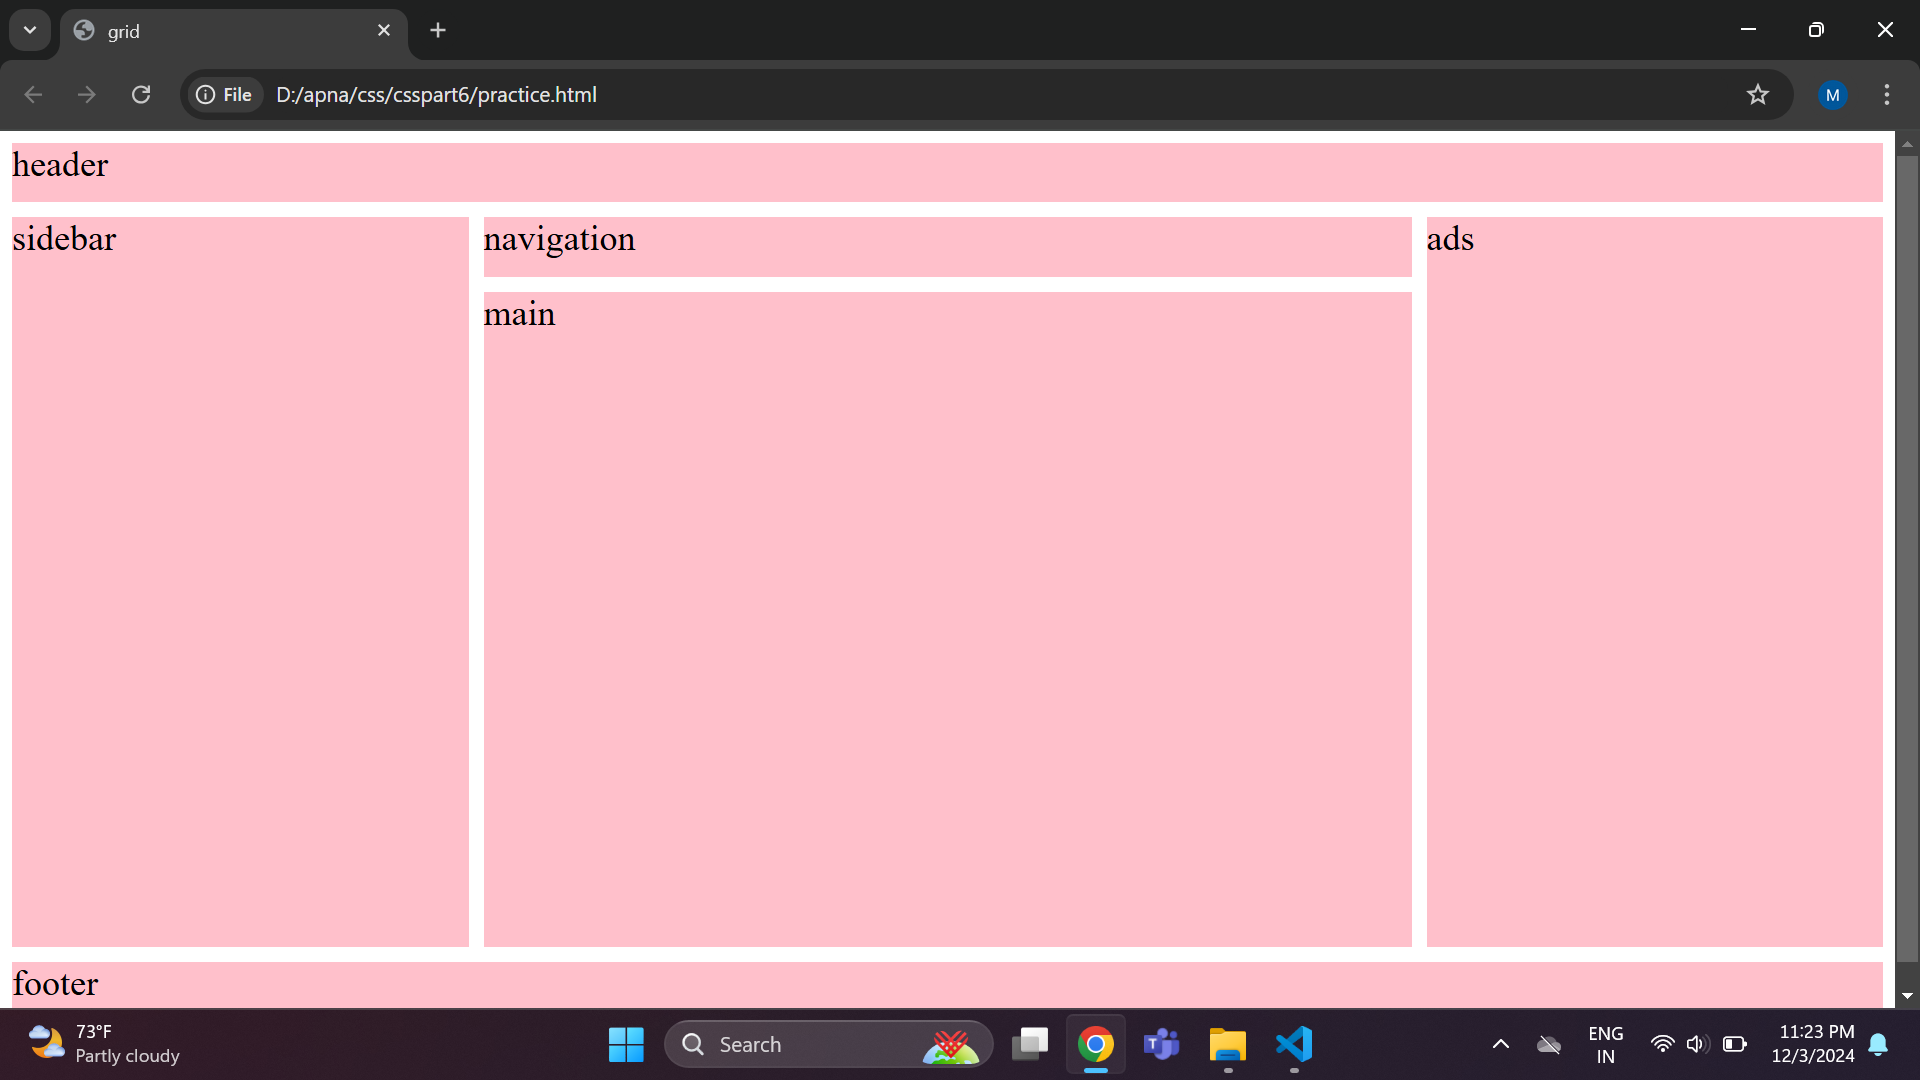 grid
File D:/apna/css/csspart6/practice.html
M
header
sidebar
navigation
ads
main
footer
73°F
Partly cloudy
Search
T
ENG
IN
11:23 PM
12/3/2024